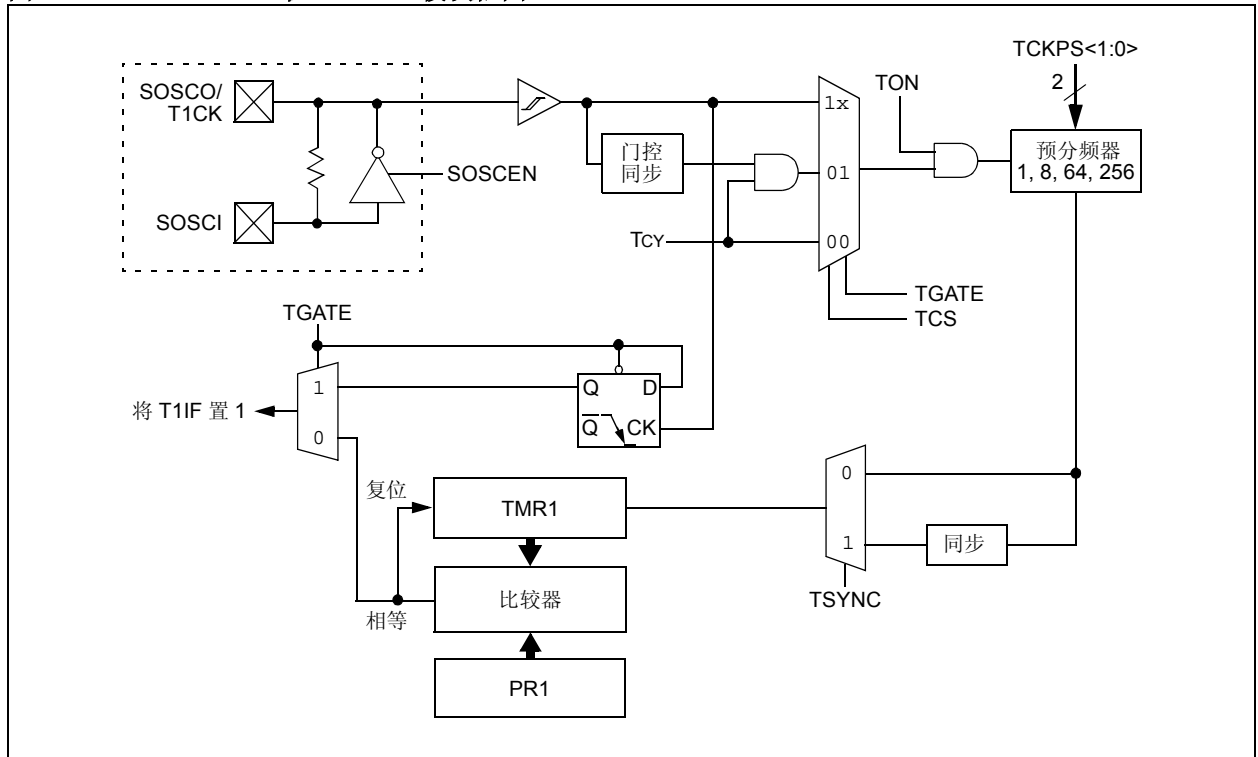 TCKPS<1:0>
2
SOSCO/
T1CK
TON
1x
门控
同步
预分频器
1, 8, 64, 256
SOSCEN
01
SOSCI
TCY
00
TGATE
TCS
TGATE
1
Q
D
将 T1IF 置 1
Q
CK
0
复位
TMR1
0
1
同步
比较器
相等
TSYNC
PR1